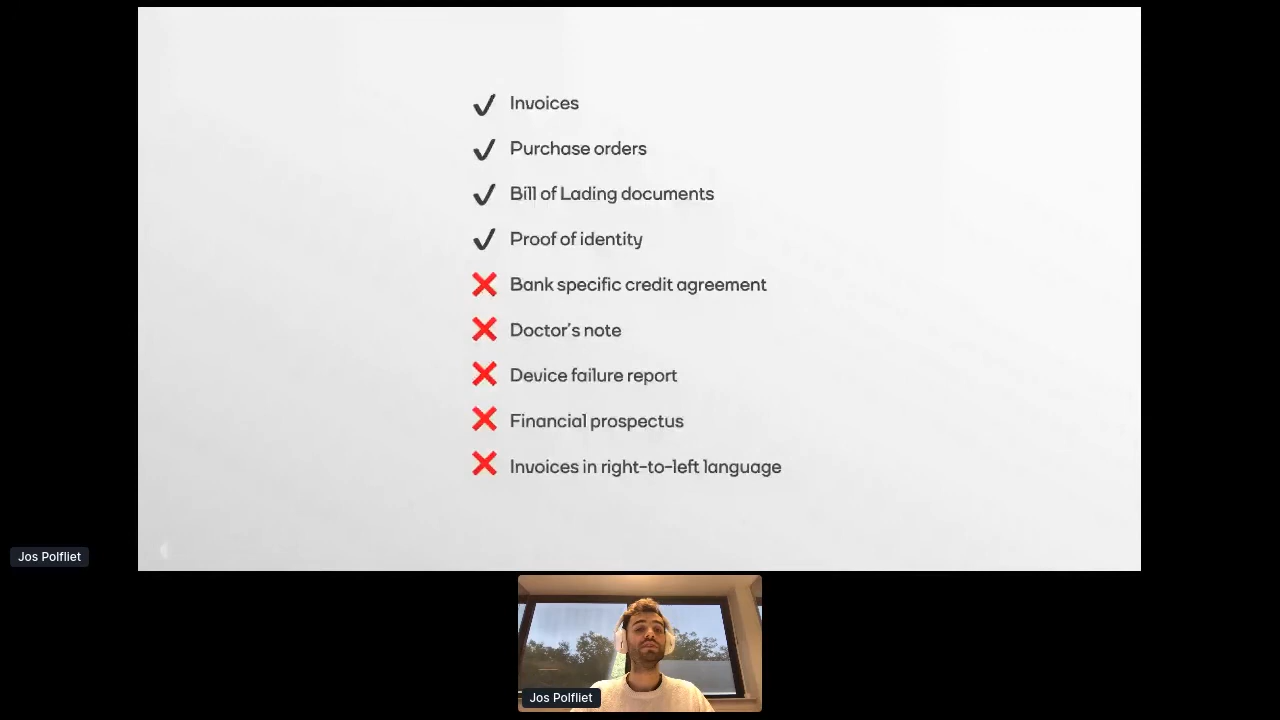 Invoices
Purchase orders
Bill of Lading documents
Proof of identity
Bank specific credit agreement
Doctor's note
Device failure report
Financial prospectus
Invoices in right-to-left language
Jos Polfliet
Jos Polfliet